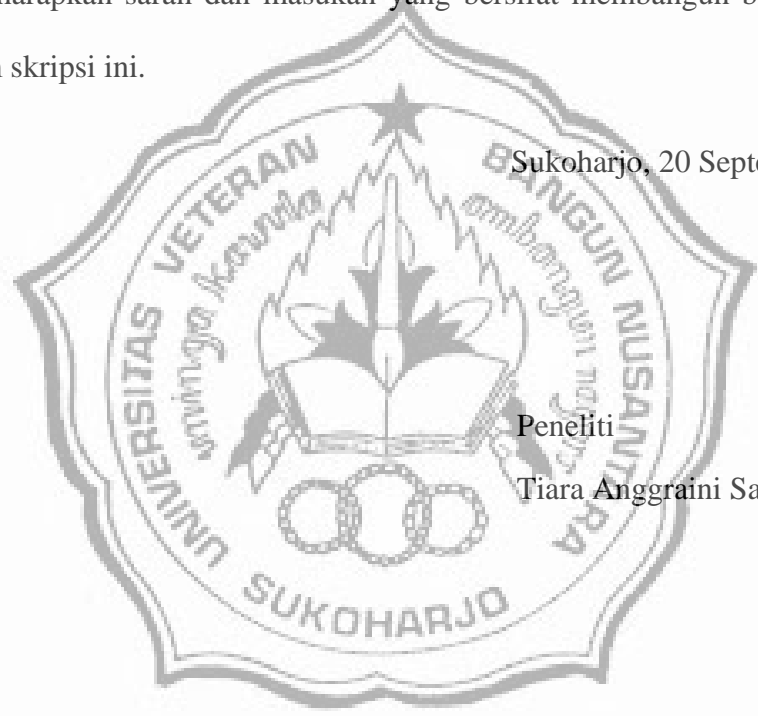 harapkan saran dan masukan yang bersifat membangun b
skripsi ini.
Sukoharjo, 20 Septe
Peneliti
Tiara Anggraini Sa
UNIVERSITAS VETERAN BANGUN NUSANTARA
SUKOHARJO